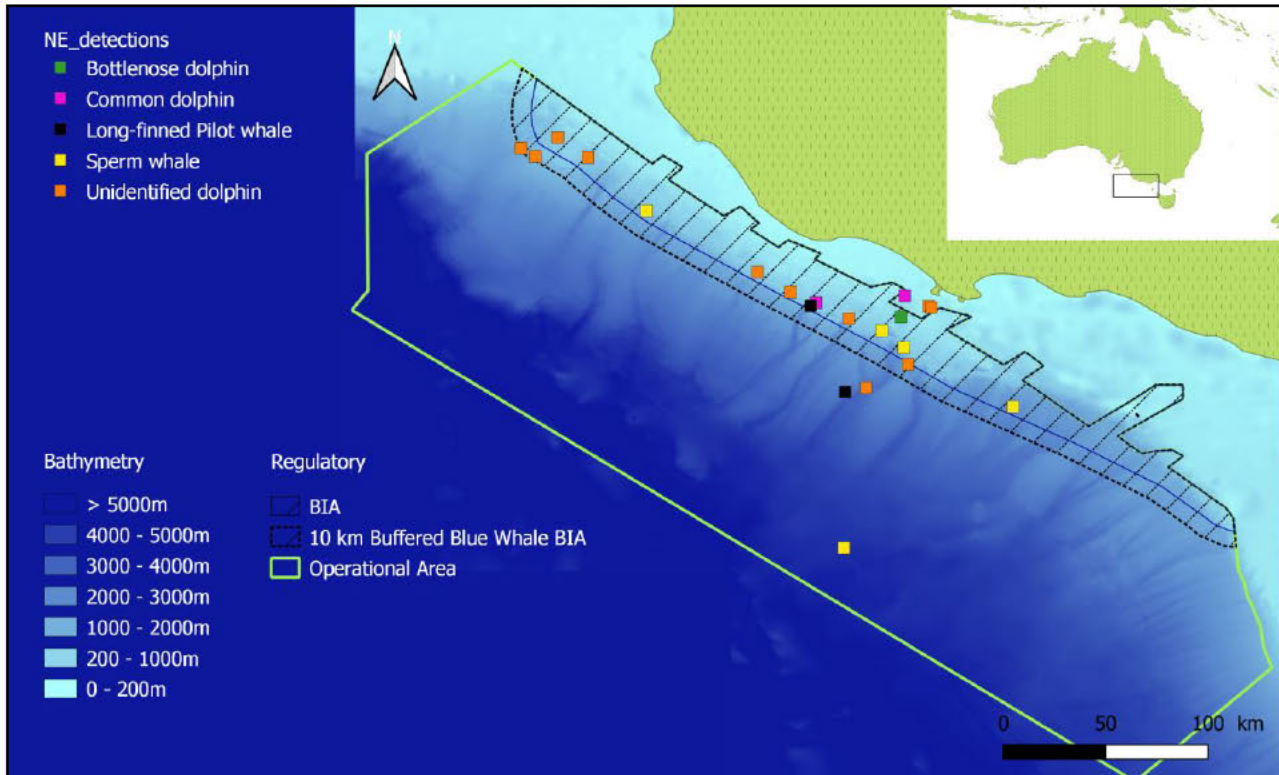 NE_detections
Bottlenose dolphin
Common dolphin
Long-finned Pilot whale
Sperm whale
Unidentified dolphin
N
Bathymetry
> 5000m
4000 - 5000m
3000 - 4000m
2000 - 3000m
1000 - 2000m
200 - 1000m
0 - 200m
Regulatory
BIA
10 km Buffered Blue Whale BIA
Operational Area
0 50 100 km